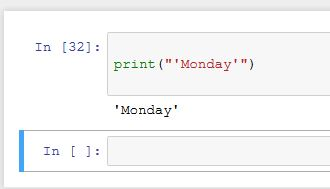 In [32]:
print("'Monday'")
'Monday'
In [ ]: